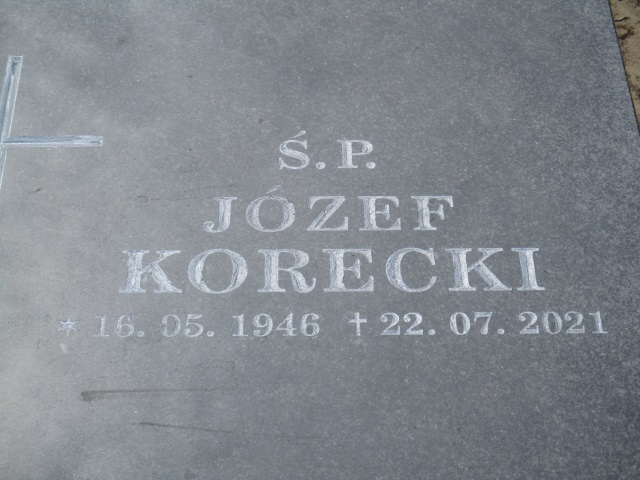 Ś.P.
JÓZEF
KORECKI
* 16. 05. 1946 † 22. 07. 2021